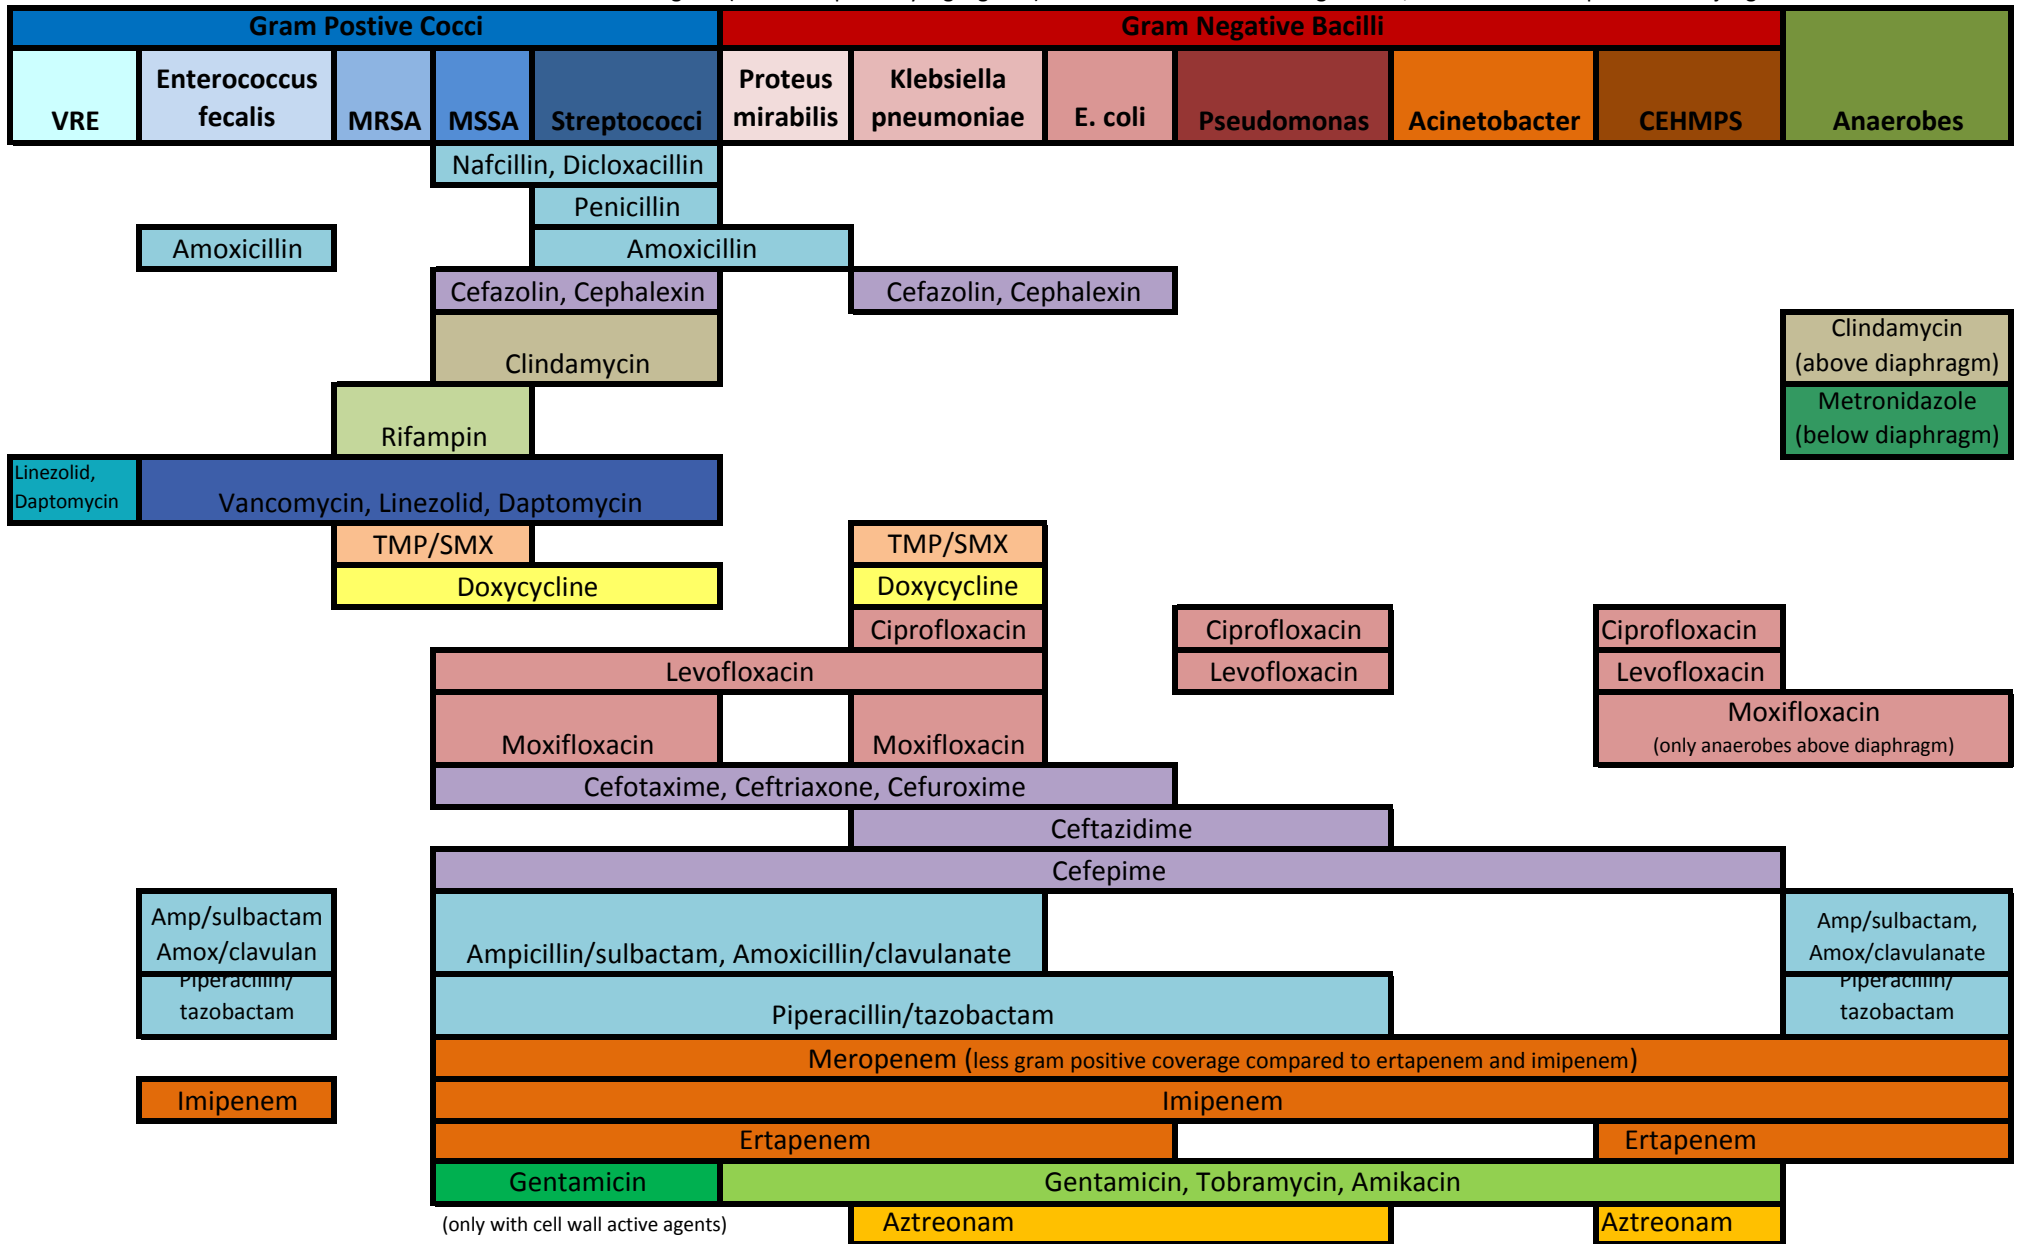 Gram Postive Cocci
Gram Negative Bacilli
VRE
Enterococcus
fecalis
MRSA
MSSA
Streptococci
Proteus
mirabilis
Klebsiella
pneumoniae
E. coli
Pseudomonas
Acinetobacter
CEHMPS
Anaerobes
Nafcillin, Dicloxacillin
Penicillin
Amoxicillin
Amoxicillin
Cefazolin, Cephalexin
Cefazolin, Cephalexin
Clindamycin
Clindamycin
(above diaphragm)
Rifampin
Metronidazole
(below diaphragm)
Linezolid,
Daptomycin
Vancomycin, Linezolid, Daptomycin
TMP/SMX
TMP/SMX
Doxycycline
Doxycycline
Ciprofloxacin
Ciprofloxacin
Ciprofloxacin
Levofloxacin
Levofloxacin
Levofloxacin
Moxifloxacin
Moxifloxacin
Moxifloxacin
(only anaerobes above diaphragm)
Cefotaxime, Ceftriaxone, Cefuroxime
Ceftazidime
Cefepime
Amp/sulbactam
Amox/clavulan
Ampicillin/sulbactam, Amoxicillin/clavulanate
Amp/sulbactam,
Amox/clavulanate
Piperacillin/
tazobactam
Piperacillin/tazobactam
Piperacillin/
tazobactam
Meropenem (less gram positive coverage compared to ertapenem and imipenem)
Imipenem
Imipenem
Ertapenem
Ertapenem
Gentamicin
Gentamicin, Tobramycin, Amikacin
(only with cell wall active agents)
Aztreonam
Aztreonam